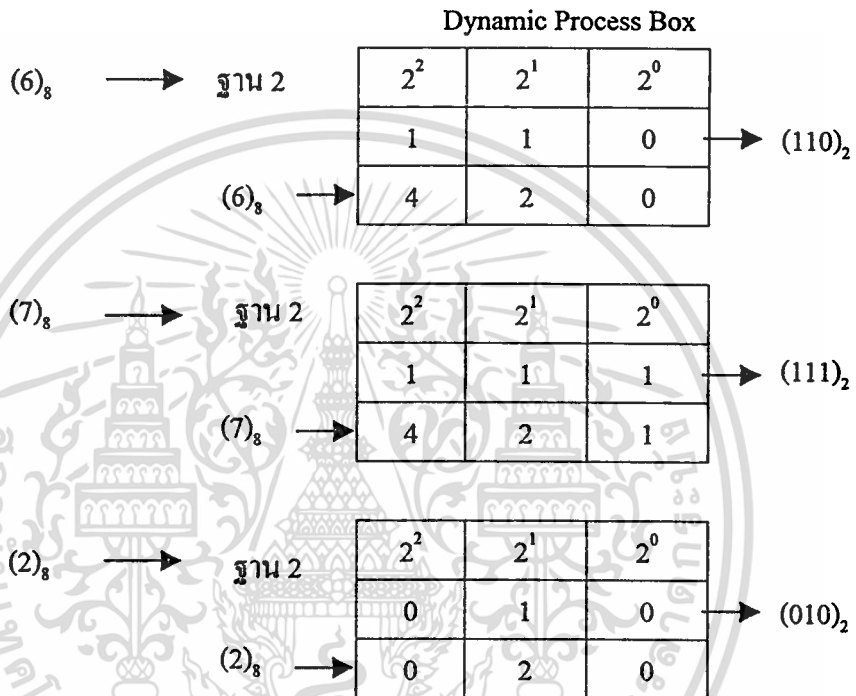 Dynamic Process Box
(6)₈ → ฐาน 2 2² 2¹ 2⁰
1 1 0 → (110)₂
(6)₈ → 4 2 0
(7)₈ → ฐาน 2 2² 2¹ 2⁰
1 1 1 → (111)₂
(7)₈ → 4 2 1
(2)₈ → ฐาน 2 2² 2¹ 2⁰
0 1 0 → (010)₂
(2)₈ → 0 2 0